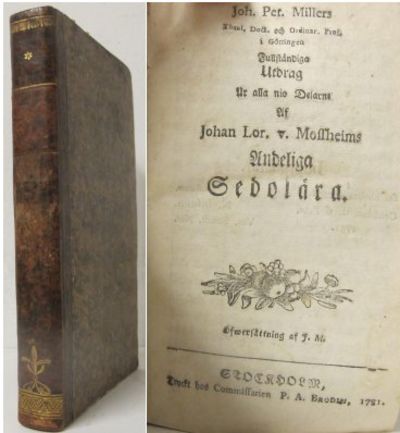 Joh. Pet. Millers
Theol. Doct. och Ordinar. Prof.
i Göttingen
Fullständiga
Utdrag
Ur alla nio Delarne
Af
Johan Lor. v. Mosheims
Andeliga
Sedolära.
Öfwersättning af J. M.
STOCKHOLM,
Tryckt hos Commissarien P. A. BRODIN, 1781.